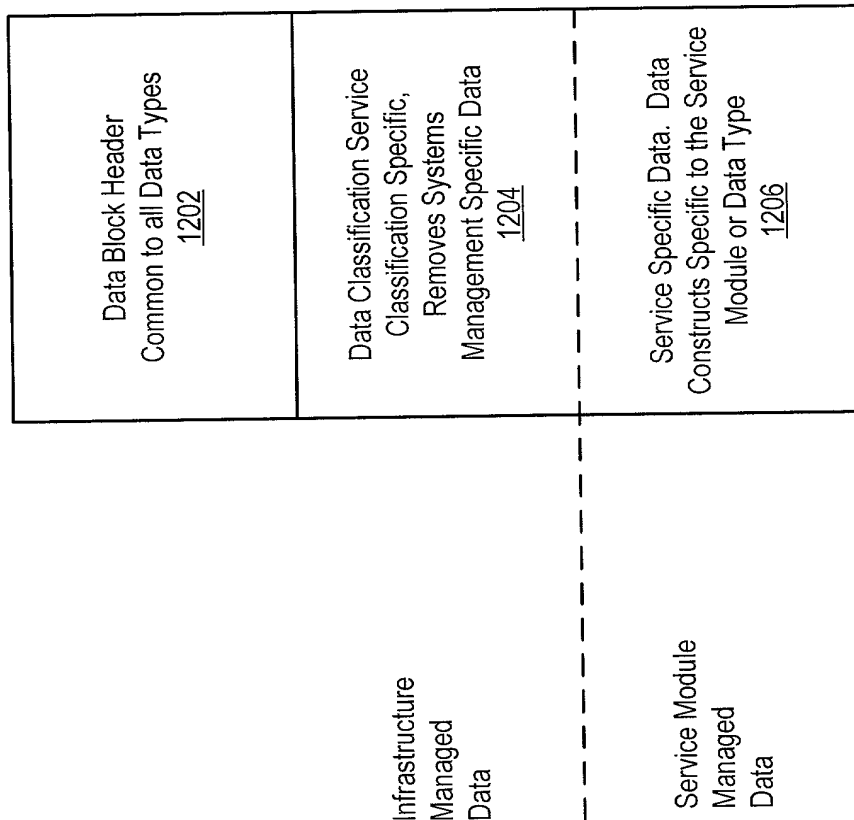 Data Block Header
Common to all Data Types
1202
Infrastructure
Managed
Data
Data Classification Service
Classification Specific,
Removes Systems
Management Specific Data
1204
Service Module
Managed
Data
Service Specific Data. Data
Constructs Specific to the Service
Module or Data Type
1206